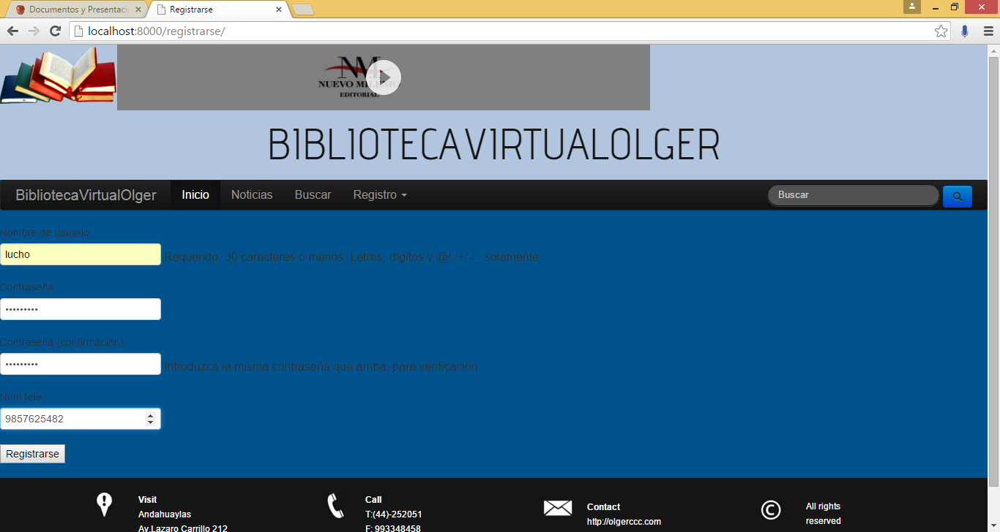 Documentos y Presentaci
Registrarse
localhost:8000/registrarse/
NM
NUEVO MILENIO
EDITORIAL
BIBLIOTECAVIRTUALOLGER
BibliotecaVirtualOlger Inicio Noticias Buscar Registro Buscar
Nombre de usuario:
lucho Requerido. 30 caracteres o menos. Letras, dígitos y @/./+/-/_ solamente.
Contraseña:
•••••••••
Contraseña (confirmación):
••••••••• Introduzca la misma contraseña que arriba, para verificación.
Num tele:
9857625482
Registrarse
Visit
Andahuaylas
Av.Lazaro Carrillo 212
Call
T:(44)-252051
F: 993348458
Contact
http://olgerccc.com
©
All rights
reserved